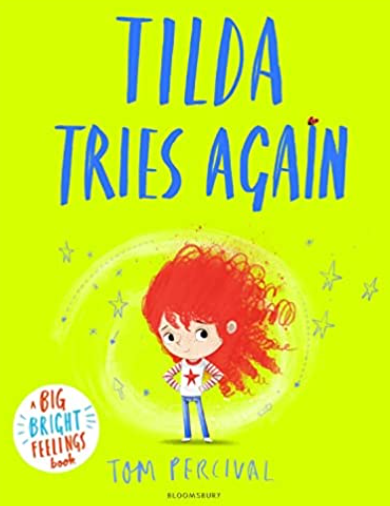 TILDA
TRIES AGAIN
A BIG
BRIGHT
FEELINGS
book
TOM PERCIVAL
BLOOMSBURY